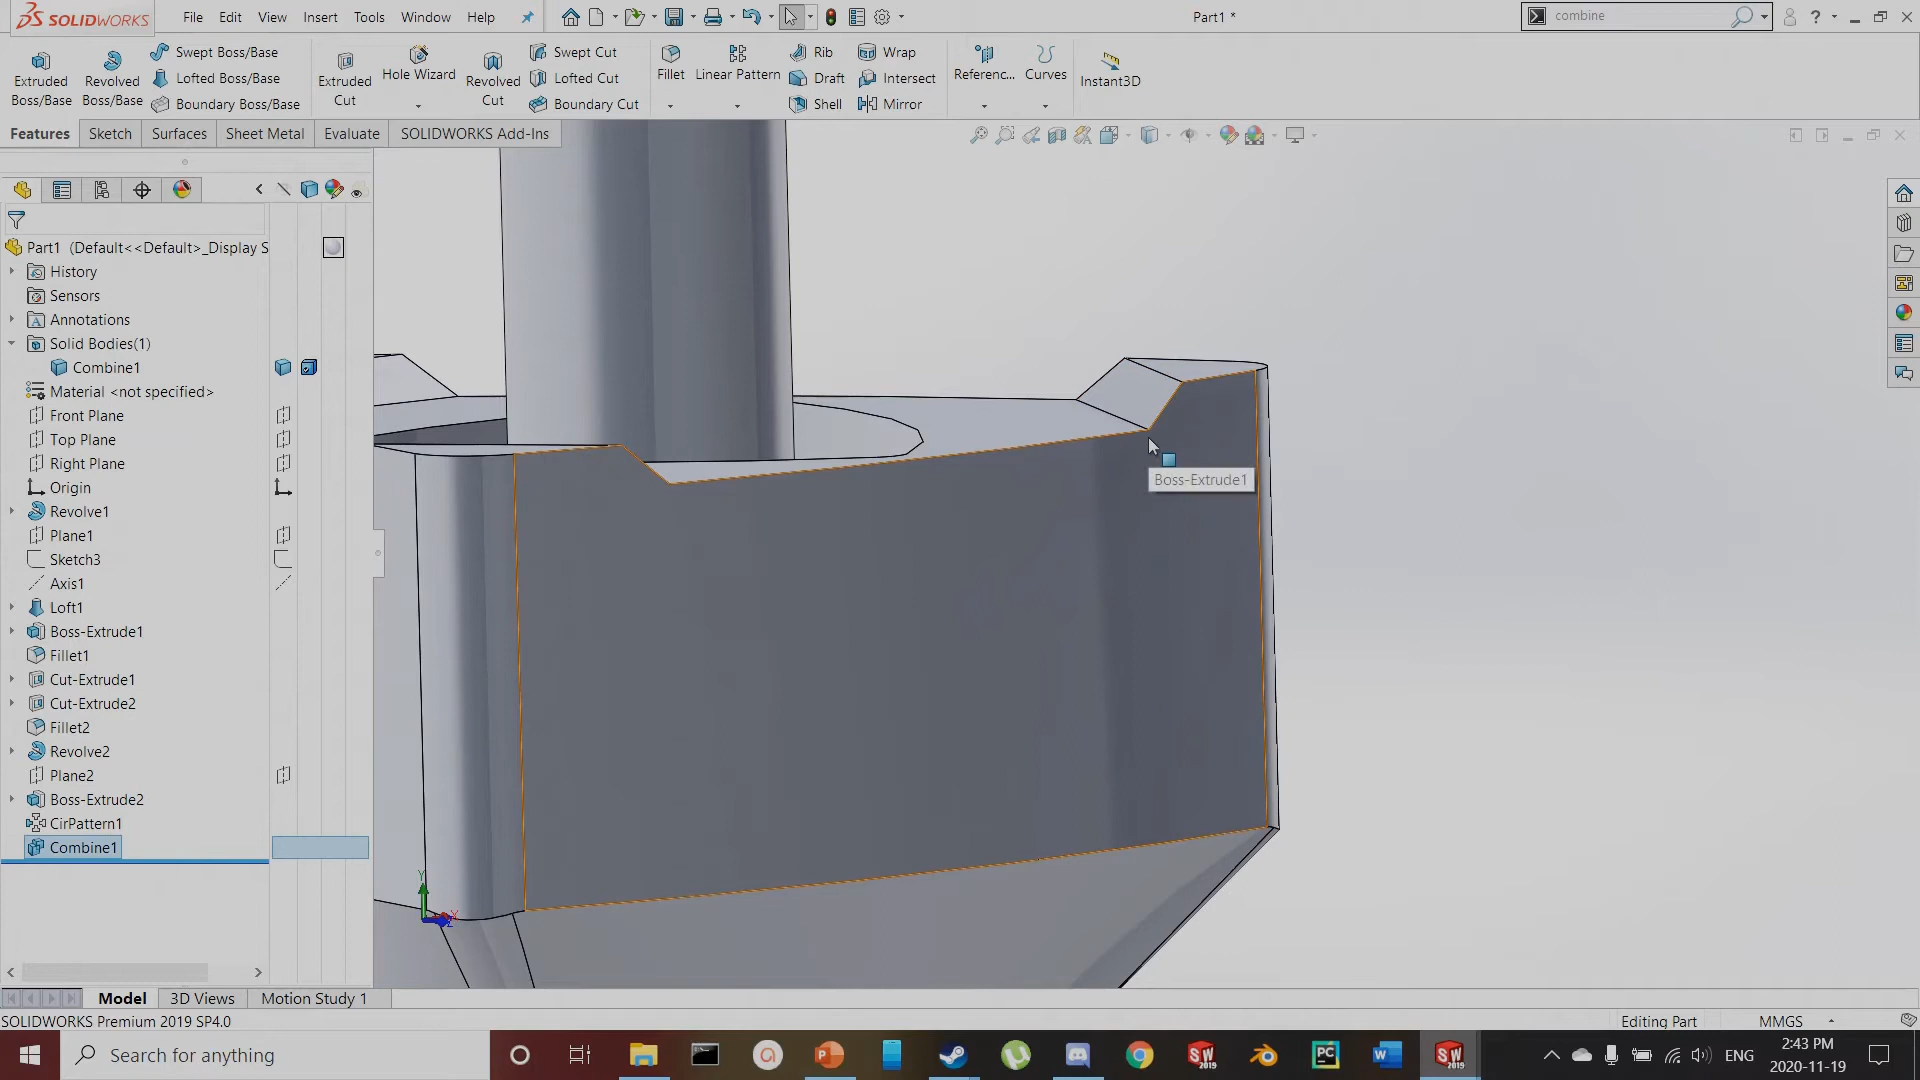 SOLIDWORKS
File Edit View Insert Tools Window Help
Part1 *
combine
Extruded Boss/Base
Revolved Boss/Base
Swept Boss/Base
Lofted Boss/Base
Boundary Boss/Base
Extruded Cut
Hole Wizard
Revolved Cut
Swept Cut
Lofted Cut
Boundary Cut
Fillet
Linear Pattern
Rib
Draft
Shell
Wrap
Intersect
Mirror
Referenc...
Curves
Instant3D
Features Sketch Surfaces Sheet Metal Evaluate SOLIDWORKS Add-Ins
Part1 (Default<<Default>_Display S
History
Sensors
Annotations
Solid Bodies(1)
Combine1
Material <not specified>
Front Plane
Top Plane
Right Plane
Origin
Revolve1
Plane1
Sketch3
Axis1
Loft1
Boss-Extrude1
Fillet1
Cut-Extrude1
Cut-Extrude2
Fillet2
Revolve2
Plane2
Boss-Extrude2
CirPattern1
Combine1
Boss-Extrude1
Y
X
Z
Model 3D Views Motion Study 1
SOLIDWORKS Premium 2019 SP4.0
Editing Part
MMGS
Search for anything
SW 2019
PC
W
SW 2019
ENG
2:43 PM
2020-11-19